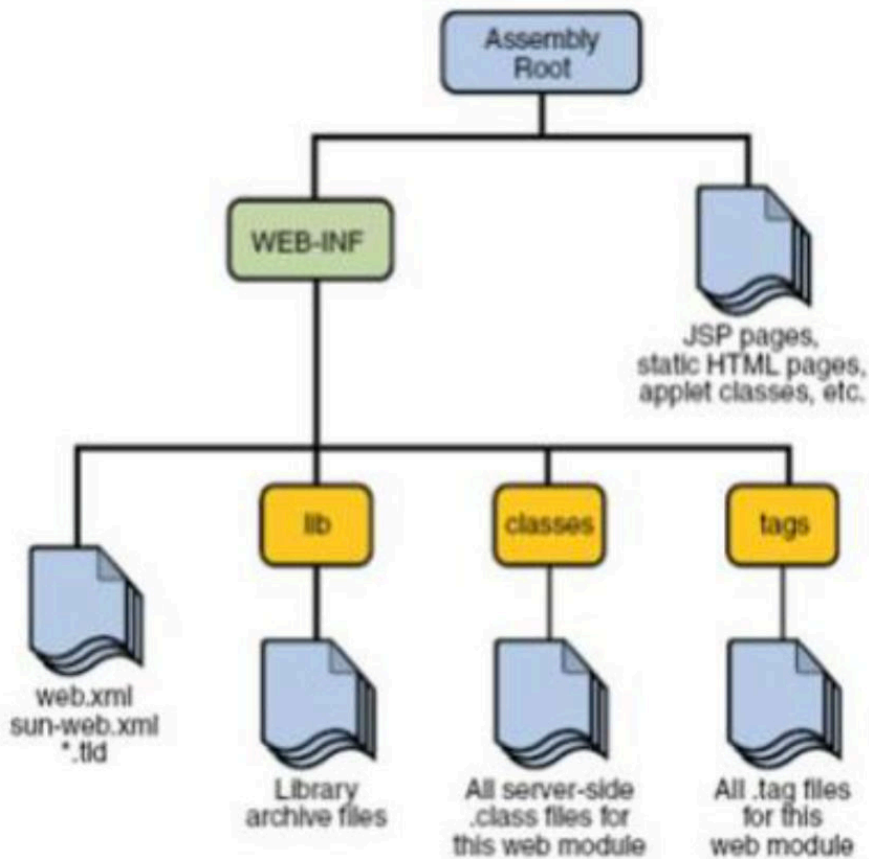 Assembly
Root
WEB-INF
JSP pages,
static HTML pages,
applet classes, etc.
lib
classes
tags
web.xml
sun-web.xml
*.tld
Library
archive files
All server-side
.class files for
this web module
All .tag files
for this
web module